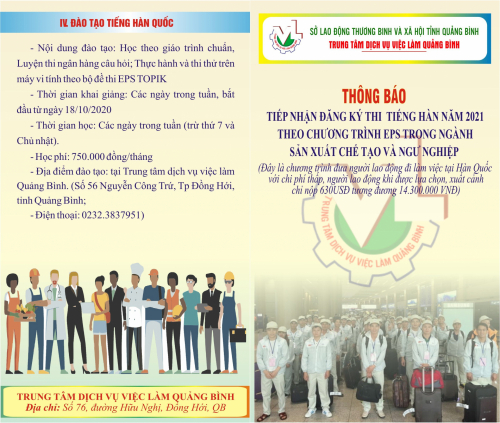 IV. ĐÀO TẠO TIẾNG HÀN QUỐC
- Nội dung đào tạo: Học theo giáo trình chuẩn,
Luyện thi ngân hàng câu hỏi; Thực hành và thi thử trên
máy vi tính theo bộ đề thi EPS TOPIK
- Thời gian khai giảng: Các ngày trong tuần, bắt
đầu từ ngày 18/10/2020
- Thời gian học: Các ngày trong tuần (trừ thứ 7 và
Chủ nhật).
- Học phí: 750.000 đồng/tháng
- Địa điểm đào tạo: tại Trung tâm dịch vụ việc làm
Quảng Bình. (Số 56 Nguyễn Công Trứ, Tp Đồng Hới,
tỉnh Quảng Bình;
- Điện thoại: 0232.3837951)
TRUNG TÂM DỊCH VỤ VIỆC LÀM QUẢNG BÌNH
Địa chỉ: Số 76, đường Hữu Nghị, Đồng Hới, QB
SỞ LAO ĐỘNG THƯƠNG BINH VÀ XÃ HỘI TỈNH QUẢNG BÌNH
TRUNG TÂM DỊCH VỤ VIỆC LÀM QUẢNG BÌNH
THÔNG BÁO
TIẾP NHẬN ĐĂNG KÝ THI TIẾNG HÀN NĂM 2021
THEO CHƯƠNG TRÌNH EPS TRONG NGÀNH
SẢN XUẤT CHẾ TẠO VÀ NGƯ NGHIỆP
(Đây là chương trình đưa người lao động đi làm việc tại Hàn Quốc
với chi phí thấp, người lao động khi được lựa chọn, xuất cảnh
chỉ nộp 630USĐ tương đương 14.300.000 VNĐ)
TRUNG TÂM DỊCH VỤ VIỆC LÀM QUẢNG BÌNH